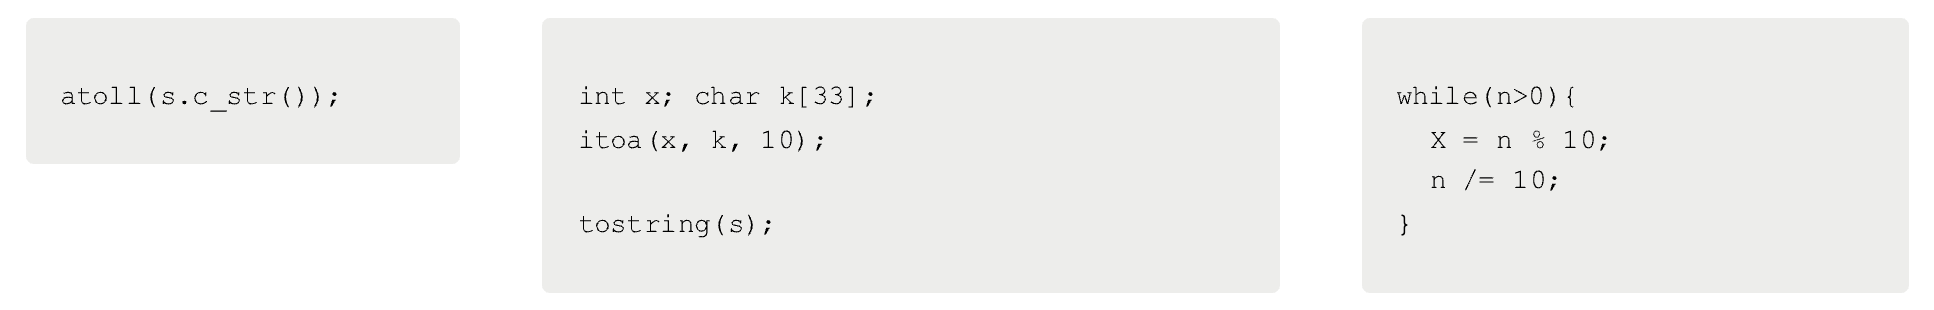 atoll(s.c_str());
int x; char k[33];
itoa(x, k, 10);
tostring(s);
while(n>0){
X = n % 10;
n /= 10;
}